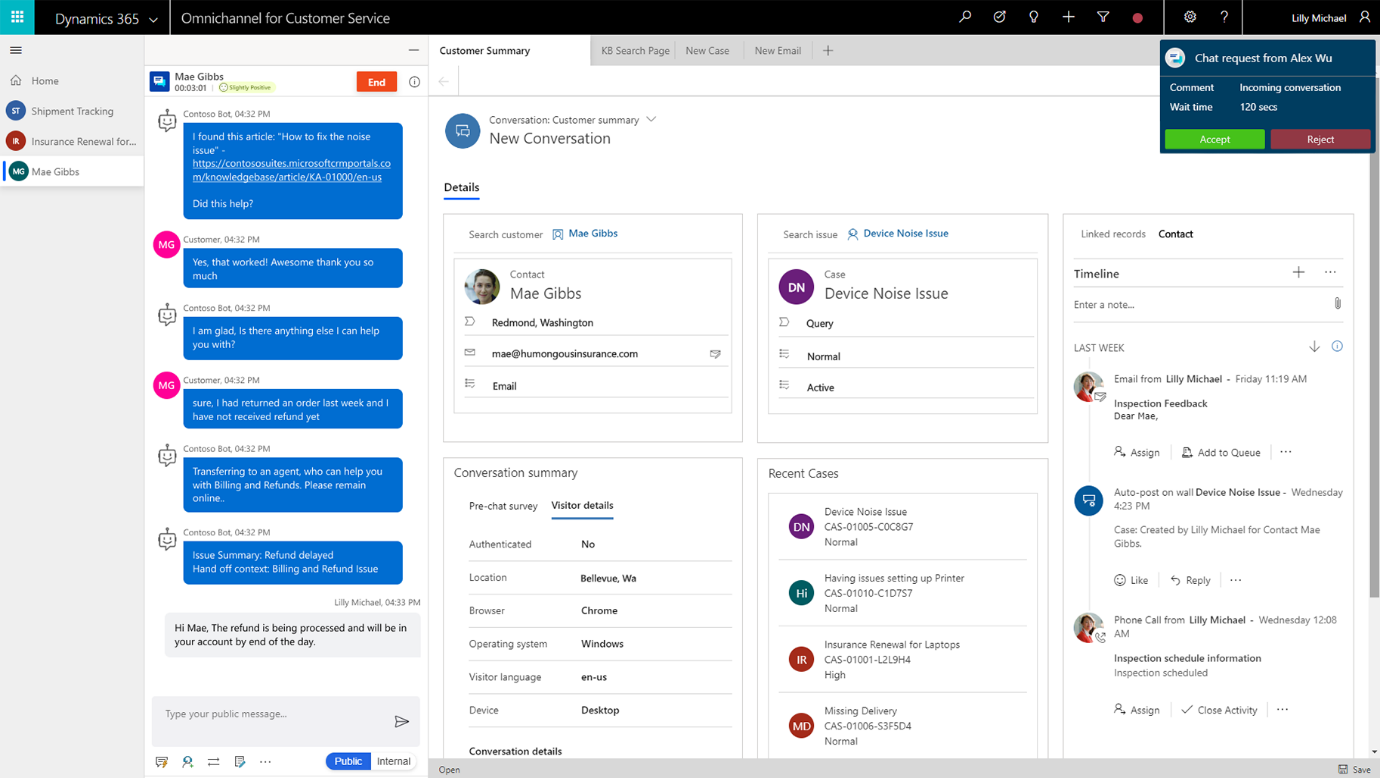 Dynamics 365
Omnichannel for Customer Service
Lilly Michael
Home
ST
Shipment Tracking
IR
Insurance Renewal for...
MG
Mae Gibbs
Mae Gibbs
00:03:01
Slightly Positive
End
Contoso Bot, 04:32 PM
I found this article: "How to fix the noise
issue" -
https://contososuites.microsoftcrmportals.co
m/knowledgebase/article/KA-01000/en-us
Did this help?
MG
Customer, 04:32 PM
Yes, that worked! Awesome thank you so
much
Contoso Bot, 04:32 PM
I am glad, Is there anything else I can help
you with?
MG
Customer, 04:32 PM
sure, I had returned an order last week and I
have not received refund yet
Contoso Bot, 04:32 PM
Transferring to an agent, who can help you
with Billing and Refunds. Please remain
online..
Contoso Bot, 04:32 PM
Issue Summary: Refund delayed
Hand off context: Billing and Refund Issue
Lilly Michael, 04:33 PM
Hi Mae, The refund is being processed and will be in
your account by end of the day.
Type your public message...
Public
Internal
Customer Summary
KB Search Page
New Case
New Email
Conversation: Customer summary
New Conversation
Details
Search customer
Mae Gibbs
Contact
Mae Gibbs
Redmond, Washington
mae@humongousinsurance.com
Email
Conversation summary
Pre-chat survey
Visitor details
Authenticated
No
Location
Bellevue, Wa
Browser
Chrome
Operating system
Windows
Visitor language
en-us
Device
Desktop
Conversation details
Search issue
Device Noise Issue
DN
Case
Device Noise Issue
Query
Normal
Active
Recent Cases
DN
Device Noise Issue
CAS-01005-C0C8G7
Normal
Hi
Having issues setting up Printer
CAS-01010-C1D7S7
Normal
IR
Insurance Renewal for Laptops
CAS-01001-L2L9H4
High
MD
Missing Delivery
CAS-01006-S3F5D4
Normal
Chat request from Alex Wu
Comment
Incoming conversation
Wait time
120 secs
Accept
Reject
Linked records
Contact
Timeline
Enter a note...
LAST WEEK
Email from Lilly Michael - Friday 11:19 AM
Inspection Feedback
Dear Mae,
Assign
Add to Queue
Auto-post on wall Device Noise Issue - Wednesday
4:23 PM
Case: Created by Lilly Michael for Contact Mae
Gibbs.
Like
Reply
Phone Call from Lilly Michael - Wednesday 12:08
AM
Inspection schedule information
Inspection scheduled
Assign
Close Activity
Open
Save